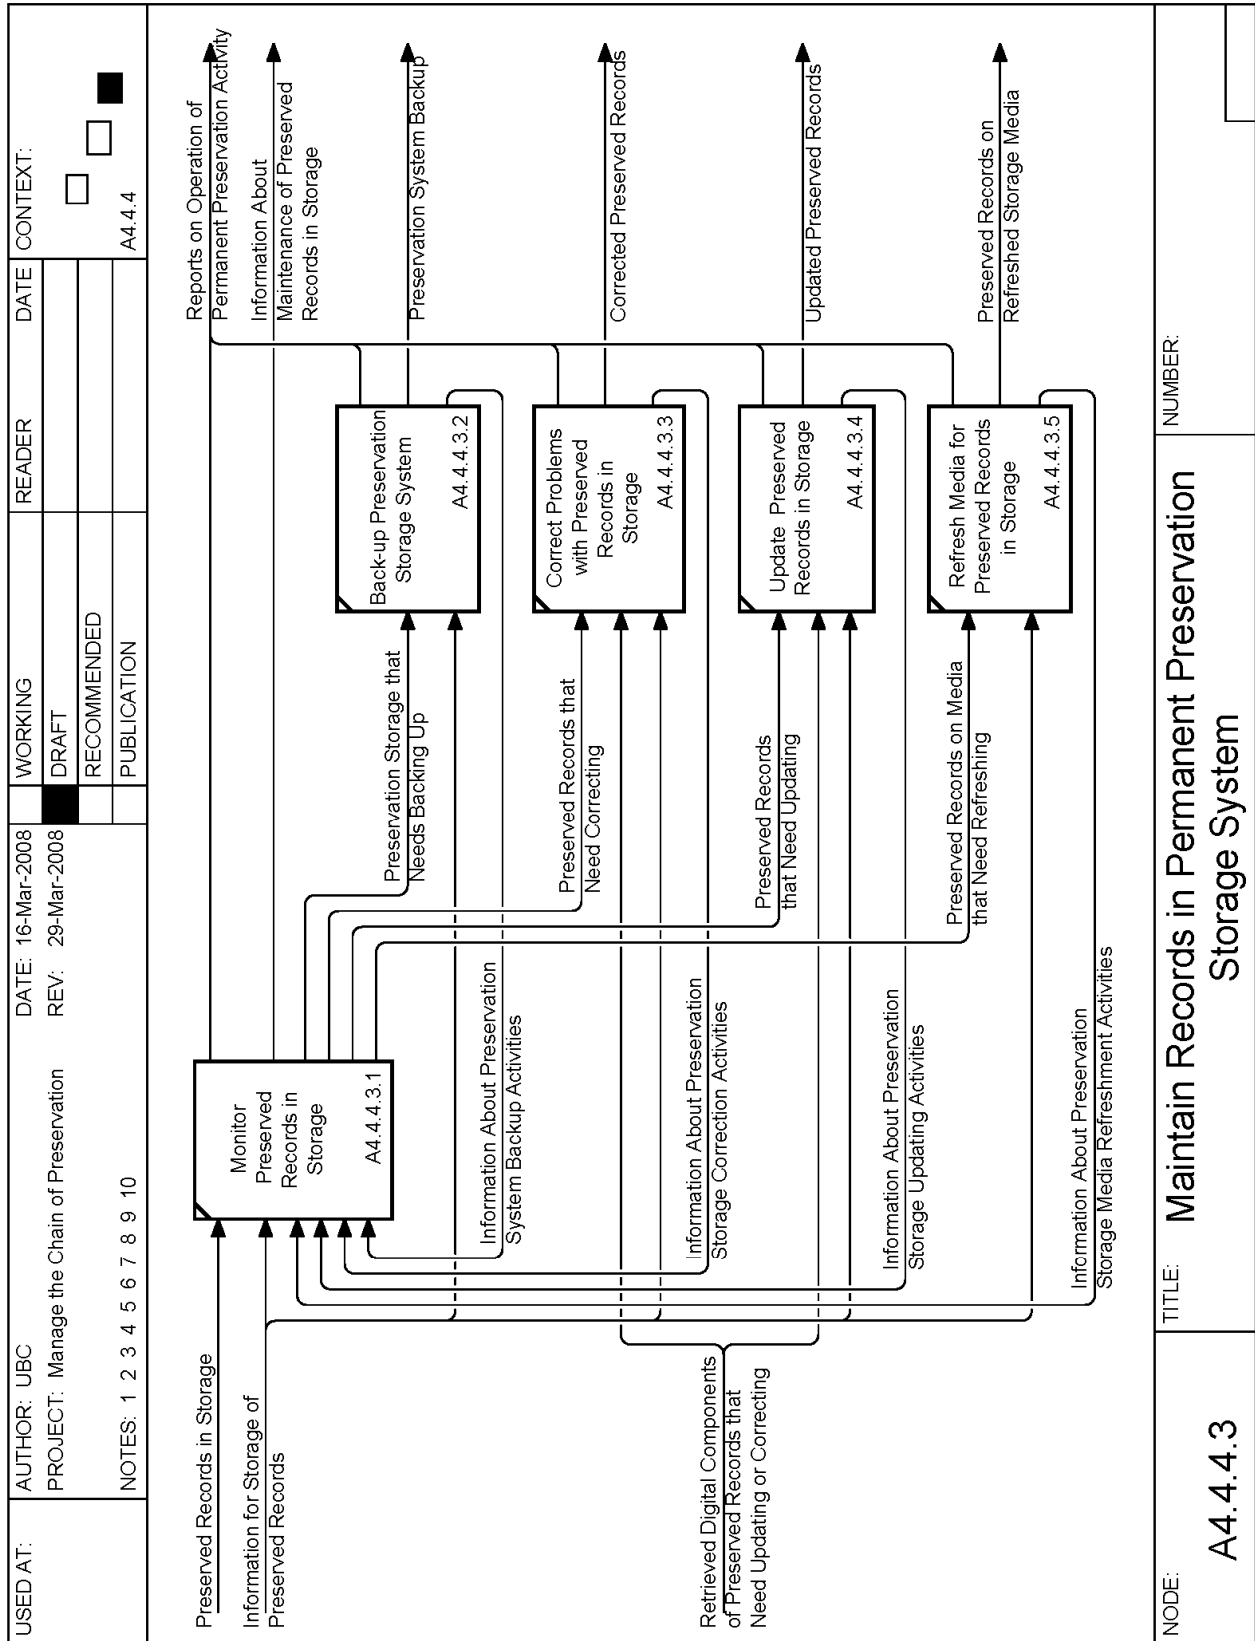 USED AT:
AUTHOR: UBC
PROJECT: Manage the Chain of Preservation
NOTES: 1 2 3 4 5 6 7 8 9 10
DATE: 16-Mar-2008
REV: 29-Mar-2008
WORKING
DRAFT
RECOMMENDED
PUBLICATION
READER
DATE
CONTEXT:
A4.4.4
Preserved Records in Storage
Information for Storage of
Preserved Records
Retrieved Digital Components
of Preserved Records that
Need Updating or Correcting
Monitor
Preserved
Records in
Storage
A4.4.4.3.1
Information About Preservation
System Backup Activities
Information About Preservation
Storage Correction Activities
Information About Preservation
Storage Updating Activities
Information About Preservation
Storage Media Refreshment Activities
Preservation Storage that
Needs Backing Up
Preserved Records that
Need Correcting
Preserved Records
that Need Updating
Preserved Records on Media
that Need Refreshing
Back-up Preservation
Storage System
A4.4.4.3.2
Correct Problems
with Preserved
Records in
Storage
A4.4.4.3.3
Update Preserved
Records in Storage
A4.4.4.3.4
Refresh Media for
Preserved Records
in Storage
A4.4.4.3.5
Reports on Operation of
Permanent Preservation Activity
Information About
Maintenance of Preserved
Records in Storage
Preservation System Backup
Corrected Preserved Records
Updated Preserved Records
Preserved Records on
Refreshed Storage Media
NODE:
A4.4.4.3
TITLE:
Maintain Records in Permanent Preservation
Storage System
NUMBER: